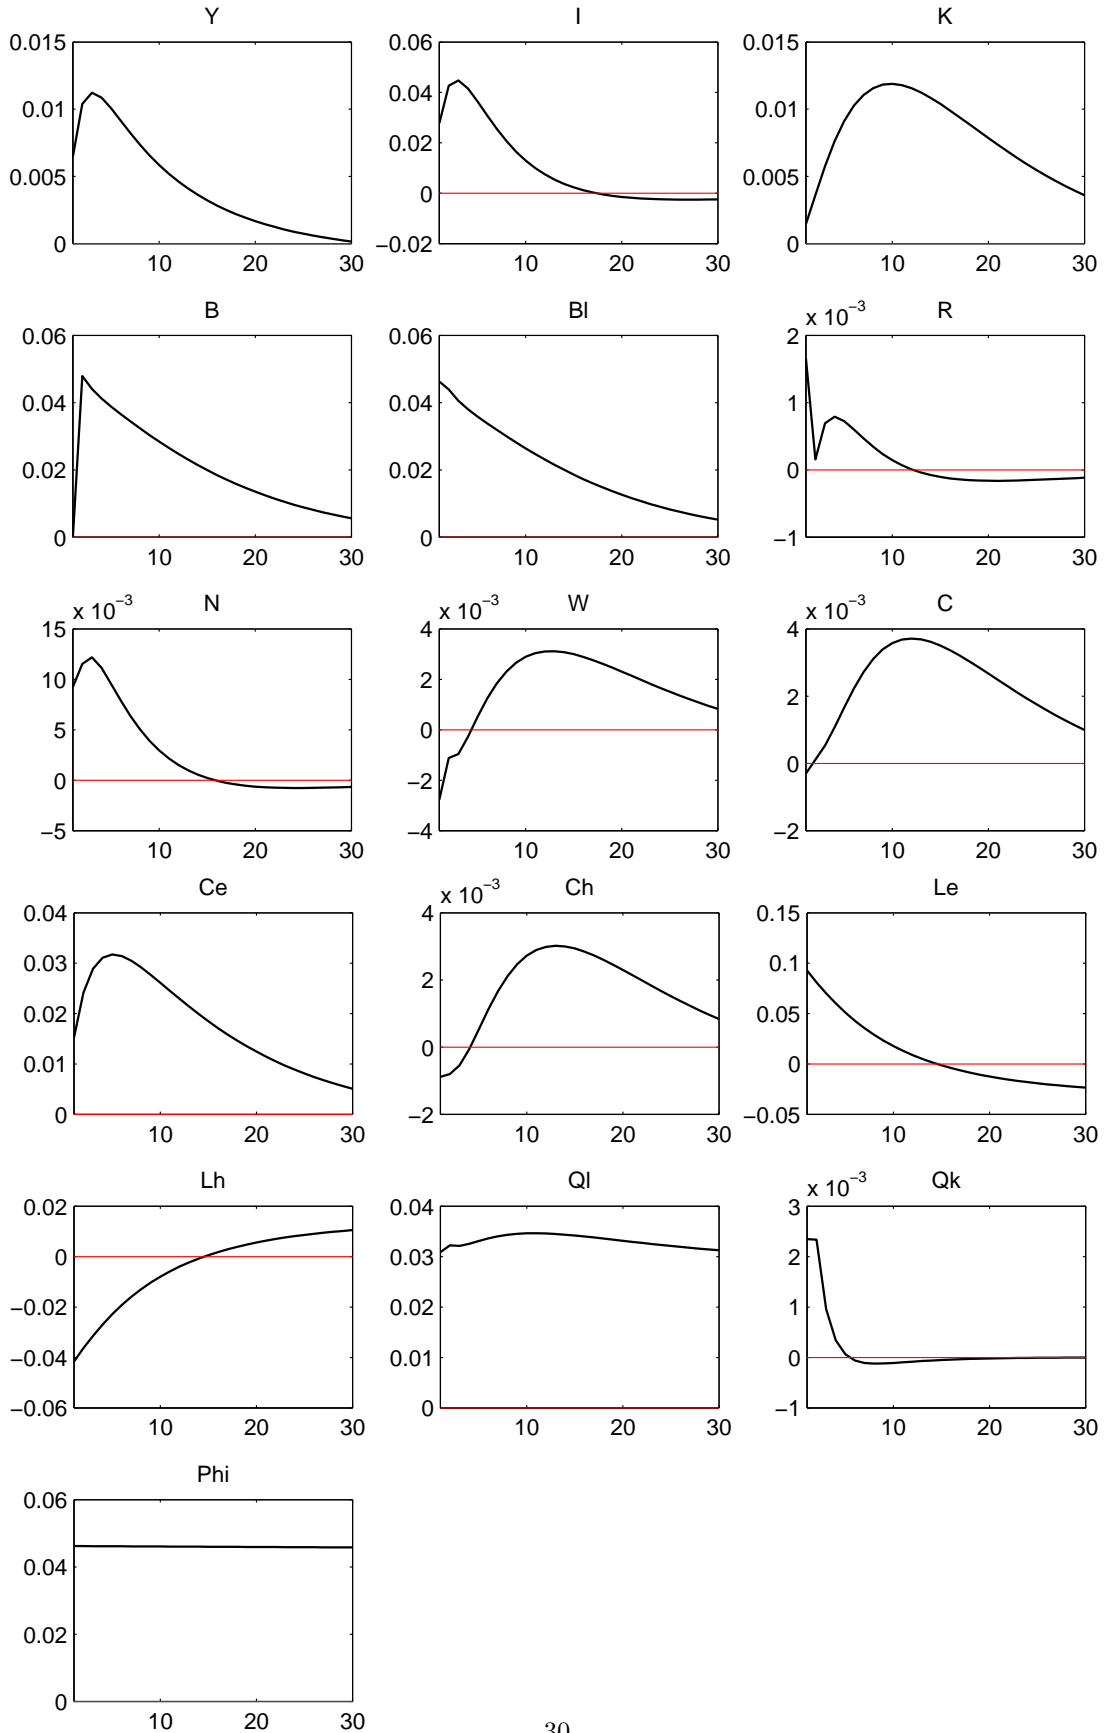 Y
I
K
0.015
0.01
0.005
0
10 20 30
0.06
0.04
0.02
0
−0.02
10 20 30
0.015
0.01
0.005
0
10 20 30
B
Bl
R
0.06
0.04
0.02
0
10 20 30
0.06
0.04
0.02
0
10 20 30
x 10−3
2
1
0
−1
10 20 30
N
W
C
x 10−3
15
10
5
0
−5
10 20 30
x 10−3
4
2
0
−2
−4
10 20 30
x 10−3
4
2
0
−2
10 20 30
Ce
Ch
Le
0.04
0.03
0.02
0.01
0
10 20 30
x 10−3
4
2
0
−2
10 20 30
0.15
0.1
0.05
0
−0.05
10 20 30
Lh
Ql
Qk
0.02
0
−0.02
−0.04
−0.06
10 20 30
0.04
0.03
0.02
0.01
0
10 20 30
x 10−3
3
2
1
0
−1
10 20 30
Phi
0.06
0.04
0.02
0
10 20 30
30